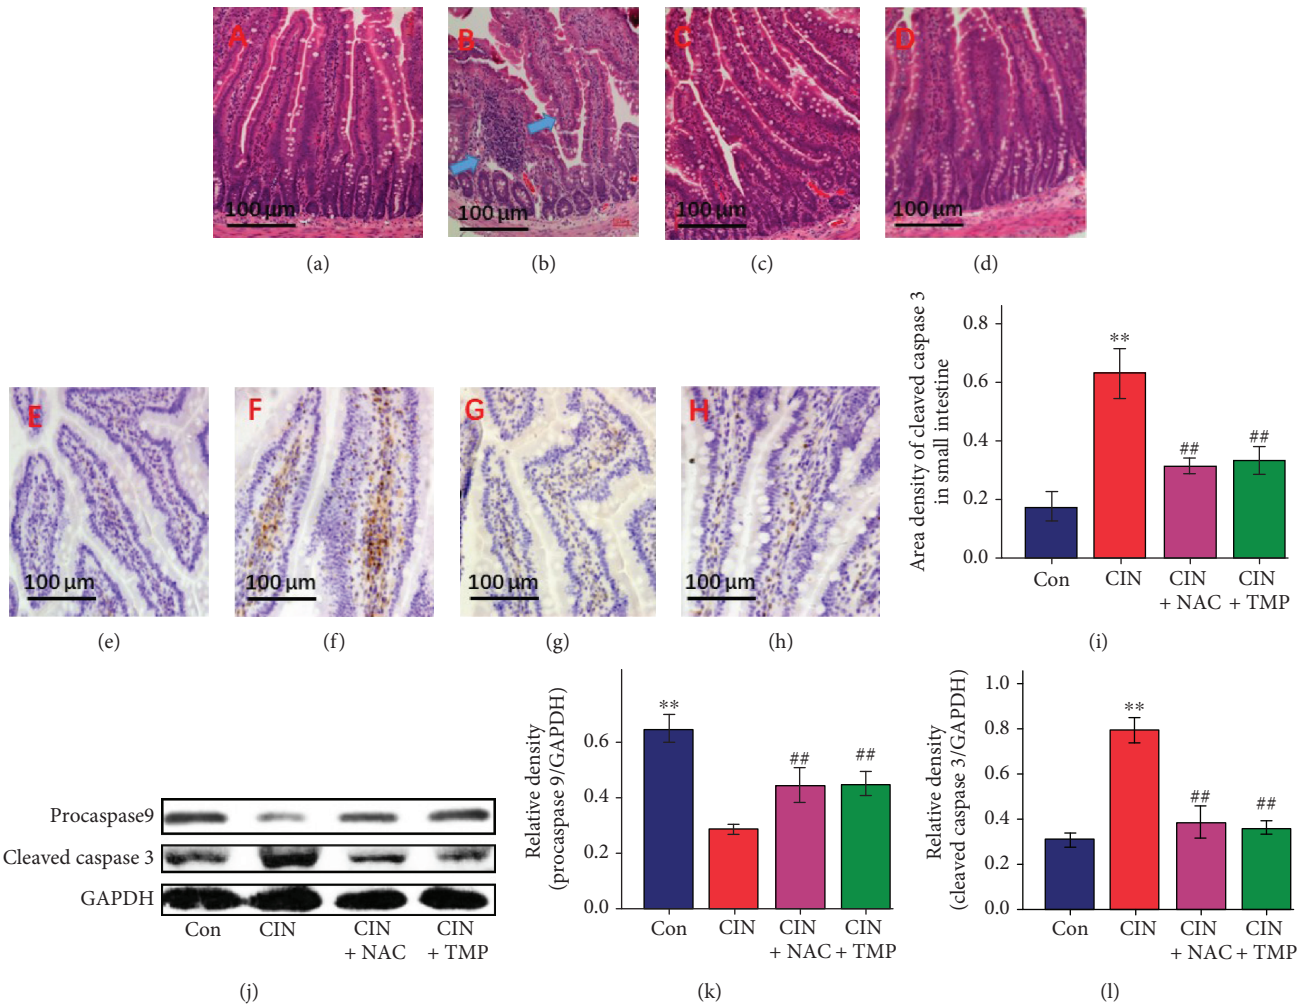 A
B
C
D
100 μm
100 μm
100 μm
100 μm
(a)
(b)
(c)
(d)
E
F
G
H
100 μm
100 μm
100 μm
100 μm
(e)
(f)
(g)
(h)
Area density of cleaved caspase 3
in small intestine
0.8
0.6
0.4
0.2
0.0
**
##
##
Con
CIN
CIN
+ NAC
CIN
+ TMP
(i)
Procaspase9
Cleaved caspase 3
GAPDH
Con
CIN
CIN
+ NAC
CIN
+ TMP
(j)
Relative density
(procaspase 9/GAPDH)
0.6
0.4
0.2
0.0
**
##
##
Con
CIN
CIN
+ NAC
CIN
+ TMP
(k)
Relative density
(cleaved caspase 3/GAPDH)
1.0
0.8
0.6
0.4
0.2
0.0
**
##
##
Con
CIN
CIN
+ NAC
CIN
+ TMP
(l)